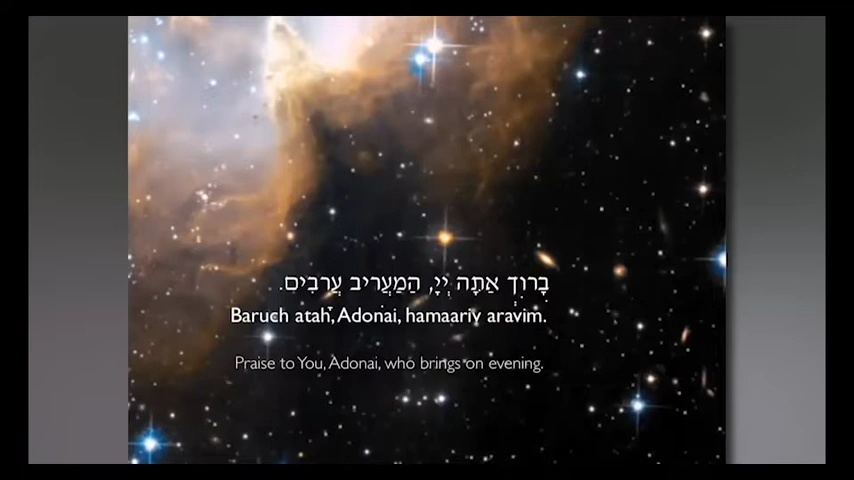 בָּרוּךְ אַתָּה יְיָ, הַמַּעֲרִיב עֲרָבִים.
Baruch atah, Adonai, hamaariv aravim.
Praise to You, Adonai, who brings on evening.